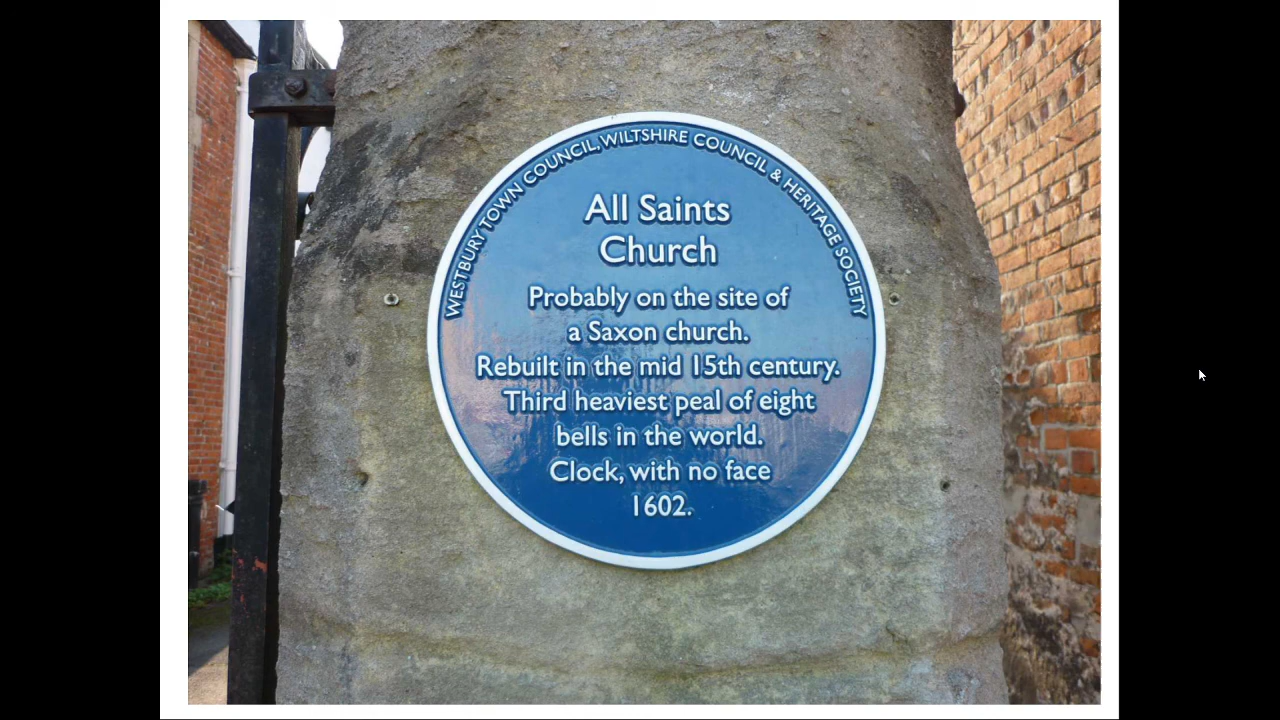 WESTBURY TOWN COUNCIL, WILTSHIRE COUNCIL & HERITAGE SOCIETY
All Saints
Church
Probably on the site of
a Saxon church.
Rebuilt in the mid 15th century.
Third heaviest peal of eight
bells in the world.
Clock, with no face
1602.